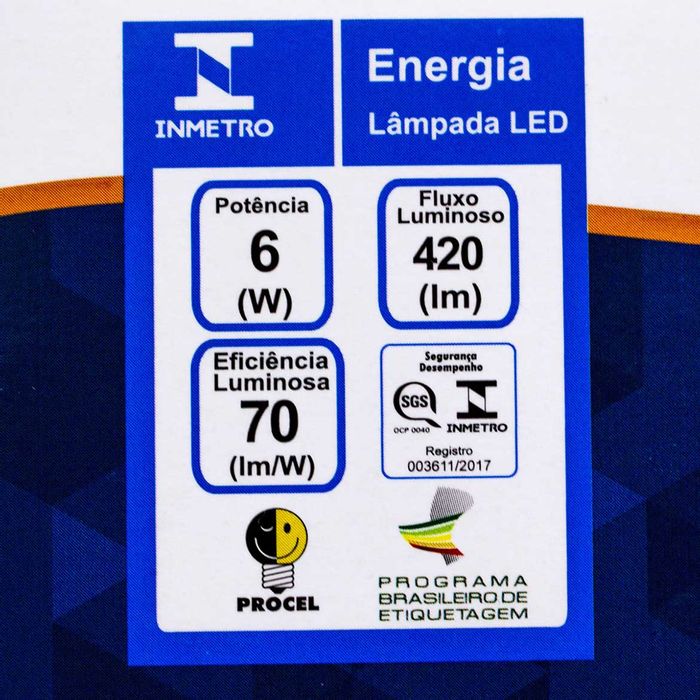 INMETRO
Energia
Lâmpada LED
Potência
6
(W)
Fluxo
Luminoso
420
(lm)
Eficiência
Luminosa
70
(lm/W)
Segurança
Desempenho
SGS
OCP 0040
INMETRO
Registro
003611/2017
PROCEL
PROGRAMA
BRASILEIRO DE
ETIQUETAGEM